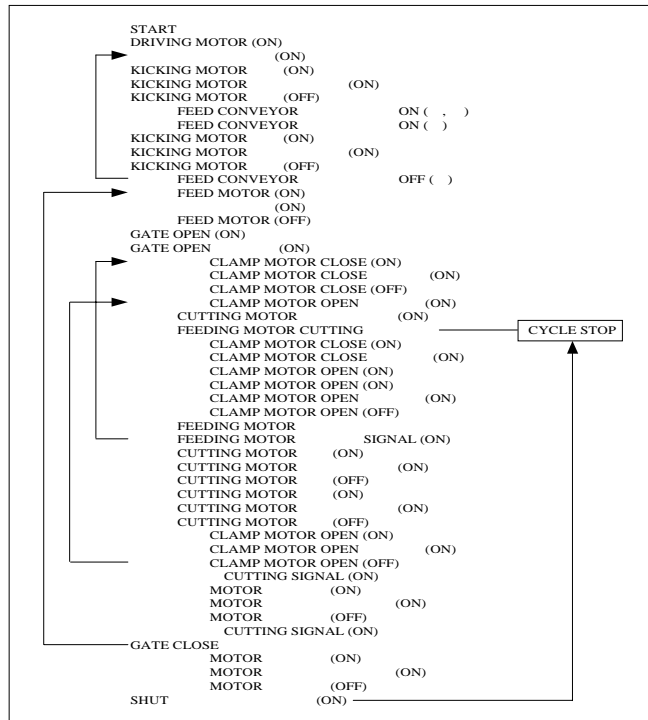 START
DRIVING MOTOR (ON)
(ON)
KICKING MOTOR (ON)
KICKING MOTOR (ON)
KICKING MOTOR (OFF)
FEED CONVEYOR ON ( , )
FEED CONVEYOR ON ( )
KICKING MOTOR (ON)
KICKING MOTOR (ON)
KICKING MOTOR (OFF)
FEED CONVEYOR OFF ( )
FEED MOTOR (ON)
(ON)
FEED MOTOR (OFF)
GATE OPEN (ON)
GATE OPEN (ON)
CLAMP MOTOR CLOSE (ON)
CLAMP MOTOR CLOSE (ON)
CLAMP MOTOR CLOSE (OFF)
CLAMP MOTOR OPEN (ON)
CUTTING MOTOR (ON)
FEEDING MOTOR CUTTING CYCLE STOP
CLAMP MOTOR CLOSE (ON)
CLAMP MOTOR CLOSE (ON)
CLAMP MOTOR OPEN (ON)
CLAMP MOTOR OPEN (ON)
CLAMP MOTOR OPEN (ON)
CLAMP MOTOR OPEN (OFF)
FEEDING MOTOR
FEEDING MOTOR SIGNAL (ON)
CUTTING MOTOR (ON)
CUTTING MOTOR (ON)
CUTTING MOTOR (OFF)
CUTTING MOTOR (ON)
CUTTING MOTOR (ON)
CUTTING MOTOR (OFF)
CLAMP MOTOR OPEN (ON)
CLAMP MOTOR OPEN (ON)
CLAMP MOTOR OPEN (OFF)
CUTTING SIGNAL (ON)
MOTOR (ON)
MOTOR (ON)
MOTOR (OFF)
CUTTING SIGNAL (ON)
GATE CLOSE
MOTOR (ON)
MOTOR (ON)
MOTOR (OFF)
SHUT (ON)